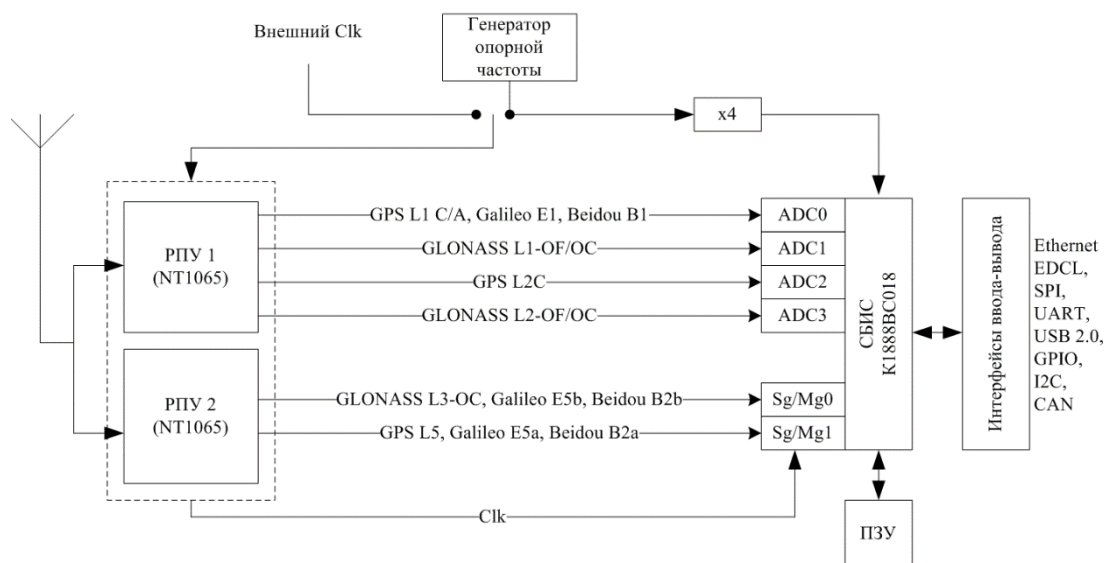 Внешний Clk
Генератор
опорной
частоты
x4
РПУ 1
(NT1065)
GPS L1 C/A, Galileo E1, Beidou B1
GLONASS L1-OF/OC
GPS L2C
GLONASS L2-OF/OC
ADC0
ADC1
ADC2
ADC3
РПУ 2
(NT1065)
GLONASS L3-OC, Galileo E5b, Beidou B2b
GPS L5, Galileo E5a, Beidou B2a
Sg/Mg0
Sg/Mg1
СБИС
К1888ВС018
Интерфейсы ввода-вывода
Ethernet
EDCL,
SPI,
UART,
USB 2.0,
GPIO,
I2C,
CAN
Clk
ПЗУ